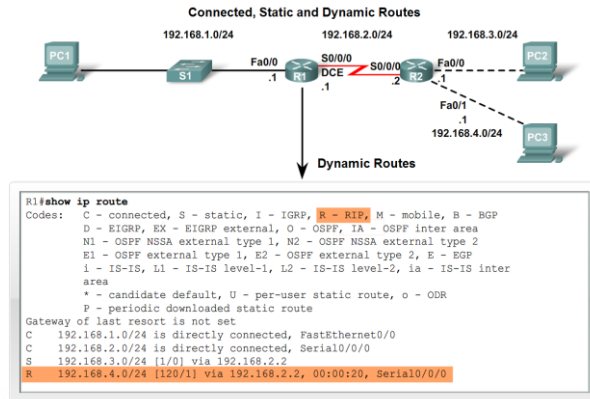 Connected, Static and Dynamic Routes
192.168.1.0/24
192.168.2.0/24
192.168.3.0/24
PC1
S1
Fa0/0
.1
R1
S0/0/0
DCE
.1
S0/0/0
.2
R2
Fa0/0
.1
PC2
Fa0/1
.1
192.168.4.0/24
PC3
Dynamic Routes
R1#show ip route
Codes: C - connected, S - static, I - IGRP, R - RIP, M - mobile, B - BGP
D - EIGRP, EX - EIGRP external, O - OSPF, IA - OSPF inter area
N1 - OSPF NSSA external type 1, N2 - OSPF NSSA external type 2
E1 - OSPF external type 1, E2 - OSPF external type 2, E - EGP
i - IS-IS, L1 - IS-IS level-1, L2 - IS-IS level-2, ia - IS-IS inter
area
* - candidate default, U - per-user static route, o - ODR
P - periodic downloaded static route
Gateway of last resort is not set
C 192.168.1.0/24 is directly connected, FastEthernet0/0
C 192.168.2.0/24 is directly connected, Serial0/0/0
S 192.168.3.0/24 [1/0] via 192.168.2.2
R 192.168.4.0/24 [120/1] via 192.168.2.2, 00:00:20, Serial0/0/0